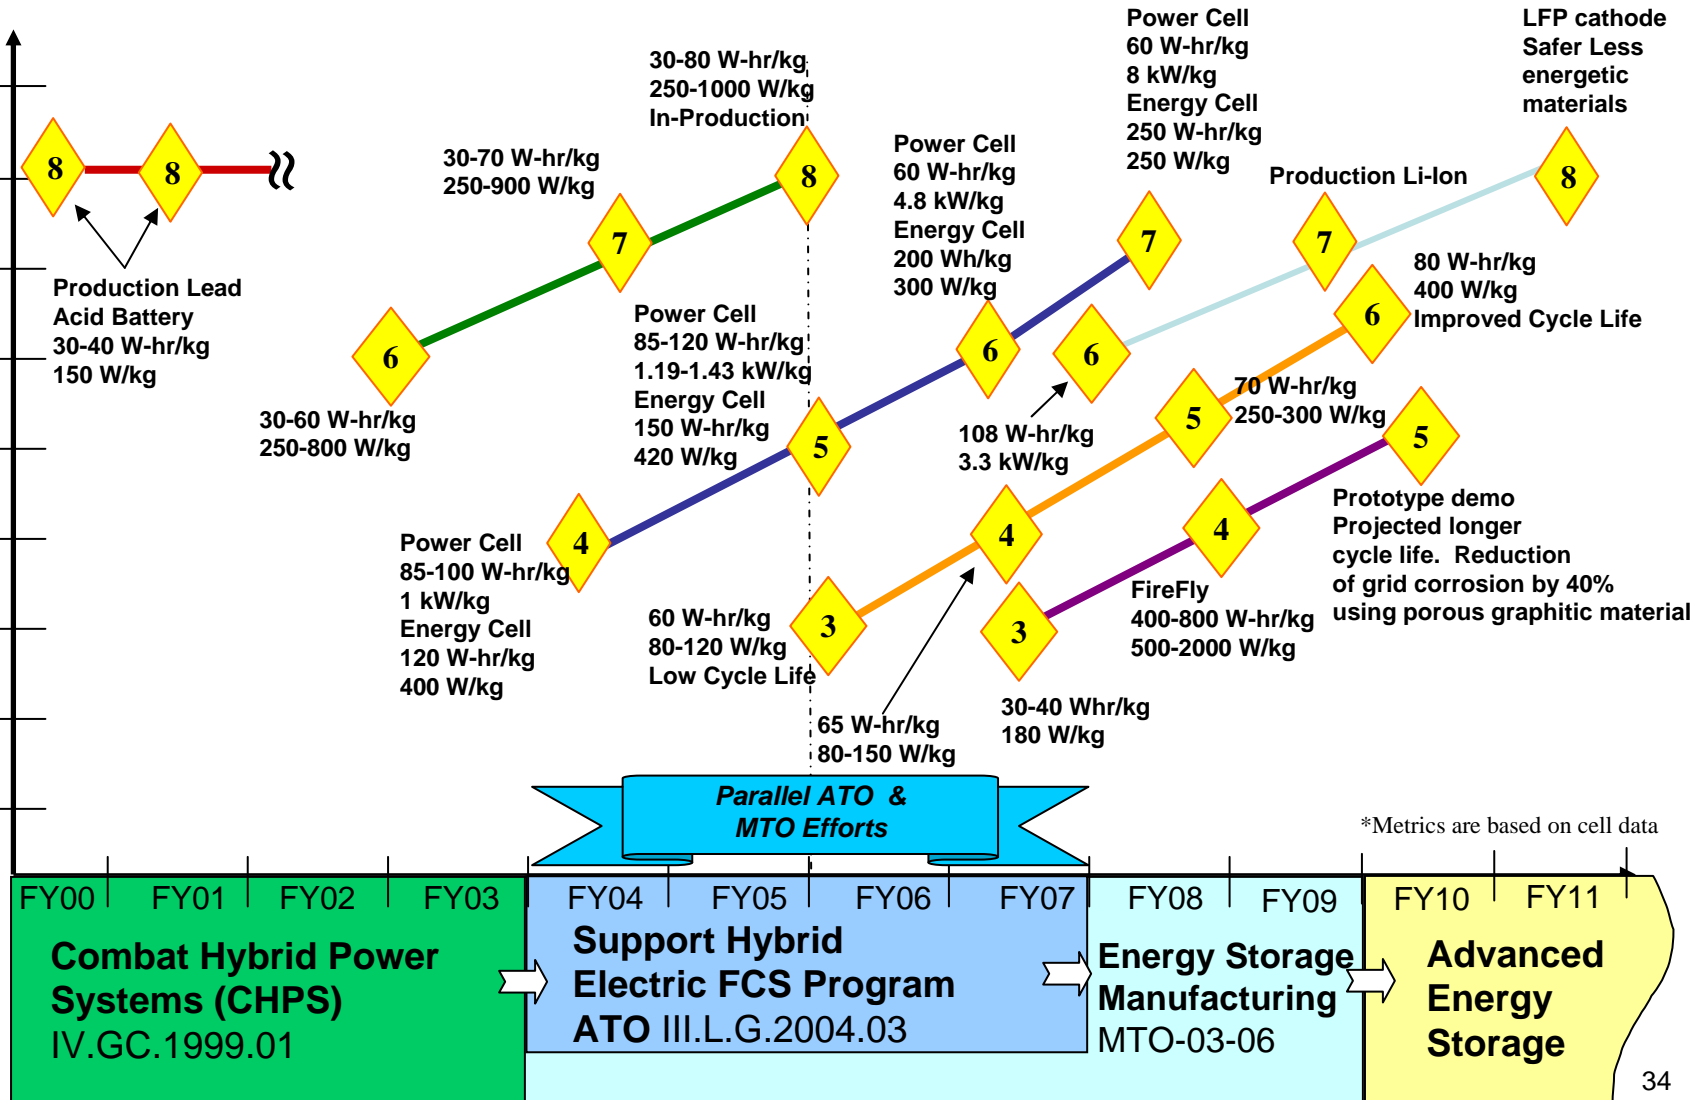 Power Cell
60 W-hr/kg
8 kW/kg
Energy Cell
250 W-hr/kg
250 W/kg
LFP cathode
Safer Less
energetic
materials
30-80 W-hr/kg
250-1000 W/kg
In-Production
30-70 W-hr/kg
250-900 W/kg
Power Cell
60 W-hr/kg
4.8 kW/kg
Energy Cell
200 Wh/kg
300 W/kg
Production Li-Ion
8
8
8
8
7
7
7
Production Lead
Acid Battery
30-40 W-hr/kg
150 W/kg
80 W-hr/kg
400 W/kg
Improved Cycle Life
Power Cell
85-120 W-hr/kg
1.19-1.43 kW/kg
Energy Cell
150 W-hr/kg
420 W/kg
6
6
6
6
30-60 W-hr/kg
250-800 W/kg
70 W-hr/kg
250-300 W/kg
108 W-hr/kg
3.3 kW/kg
5
5
5
Power Cell
85-100 W-hr/kg
1 kW/kg
Energy Cell
120 W-hr/kg
400 W/kg
4
4
4
Prototype demo
Projected longer
cycle life. Reduction
of grid corrosion by 40%
using porous graphitic material
FireFly
400-800 W-hr/kg
500-2000 W/kg
60 W-hr/kg
80-120 W/kg
Low Cycle Life
3
3
65 W-hr/kg
80-150 W/kg
30-40 Whr/kg
180 W/kg
Parallel ATO &
MTO Efforts
*Metrics are based on cell data
FY00 FY01 FY02 FY03 FY04 FY05 FY06 FY07 FY08 FY09 FY10 FY11
Combat Hybrid Power
Systems (CHPS)
IV.GC.1999.01
Support Hybrid
Electric FCS Program
ATO III.L.G.2004.03
Energy Storage
Manufacturing
MTO-03-06
Advanced
Energy
Storage
34